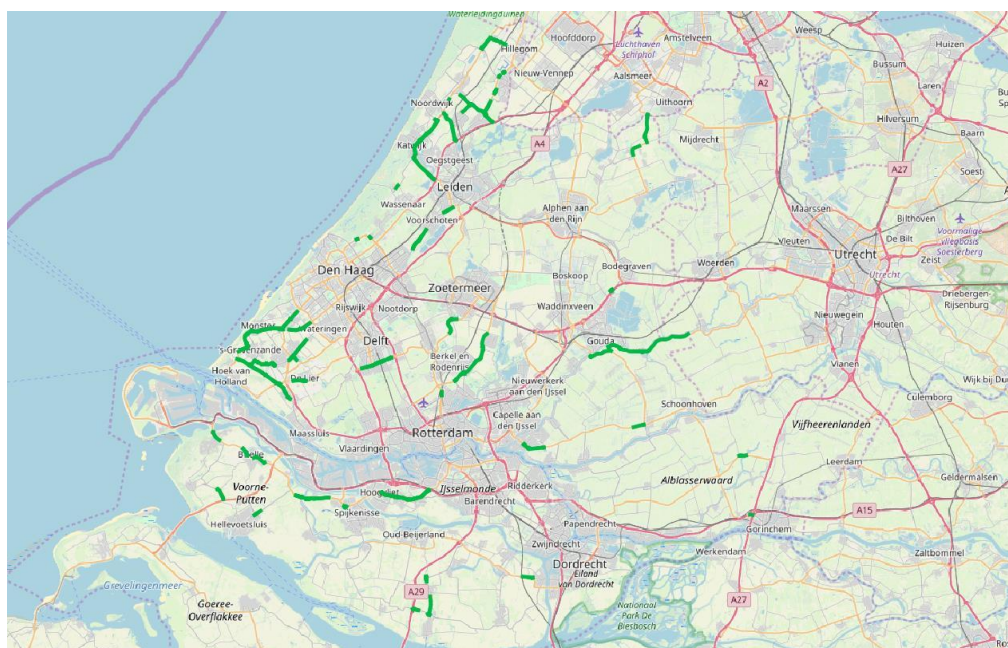 Waterleidingduinen
Hoofddorp
Amstelveen
Weesp
Huizen
Hillegom
Luchthaven
Schiphol
Bussum
Laren
Nieuw-Vennep
Aalsmeer
A2
Noordwijk
Uithoorn
Hilversum
Baarn
Katwijk
A4
Mijdrecht
Oegstgeest
A27
Soest
Leiden
Wassenaar
Alphen aan
den Rijn
Maarssen
Bilthoven
Voorschoten
Vleuten
De Bilt
Voormalige
vliegbasis
Soesterberg
Den Haag
Bodegraven
Woerden
Utrecht
Zeist
Zoetermeer
Boskoop
Utrecht
Rijswijk
Nootdorp
Waddinxveen
Driebergen
Rijsenburg
Monster
Wateringen
Nieuwegein
Houten
Delft
Gouda
's-Gravenzande
Berkel en
Rodenrijs
Vianen
Hoek van
Holland
De Lier
Nieuwerkerk
aan den IJssel
Wijk bij Du
Culemborg
Schoonhoven
Maassluis
Capelle aan
den IJssel
Rotterdam
Vijfheerenlanden
Vlaardingen
Brielle
Leerdam
Geldermalsen
Voorne-
Putten
Hoogvliet
IJsselmonde
Ridderkerk
Alblasserwaard
Barendrecht
A15
Hellevoetsluis
Spijkenisse
Papendrecht
Gorinchem
Oud-Beijerland
Zwijndrecht
Werkendam
Zaltbommel
Dordrecht
Eiland
van Dordrecht
Grevelingenmeer
A29
A27
Goeree-
Overflakkee
Nationaal
Park De
Biesbosch